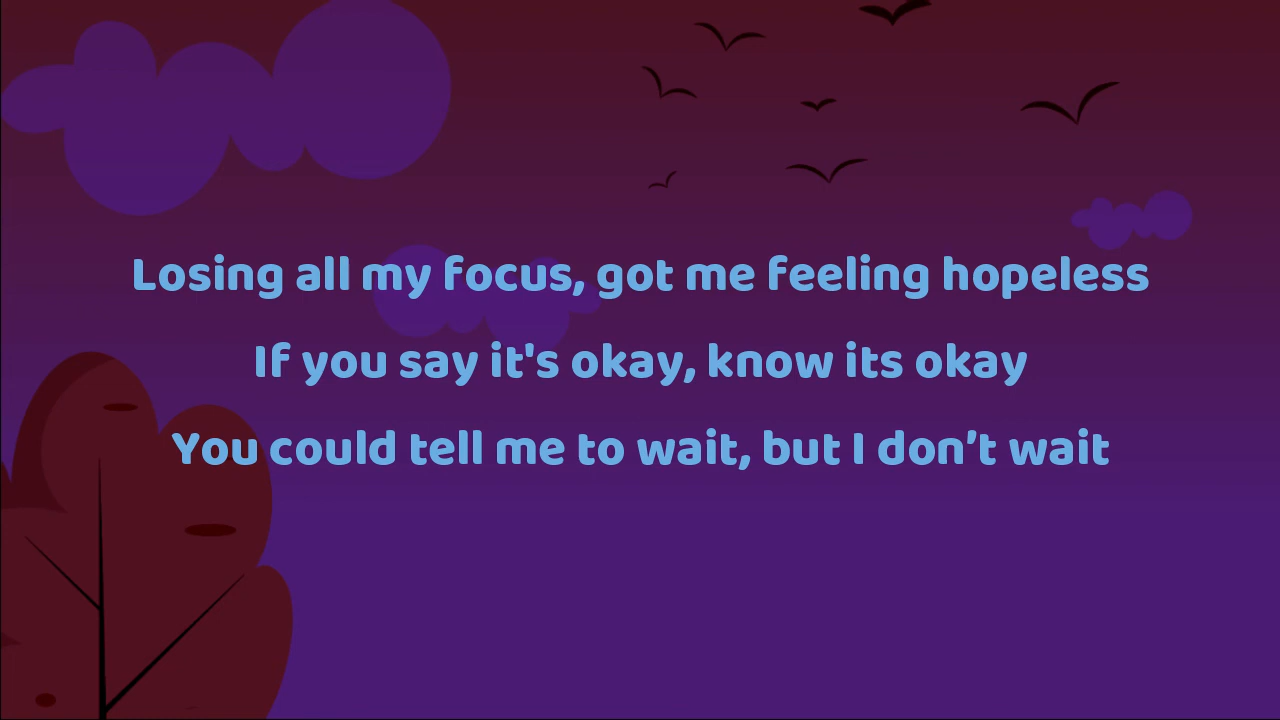 Losing all my focus, got me feeling hopeless
If you say it's okay, know its okay
You could tell me to wait, but I don’t wait